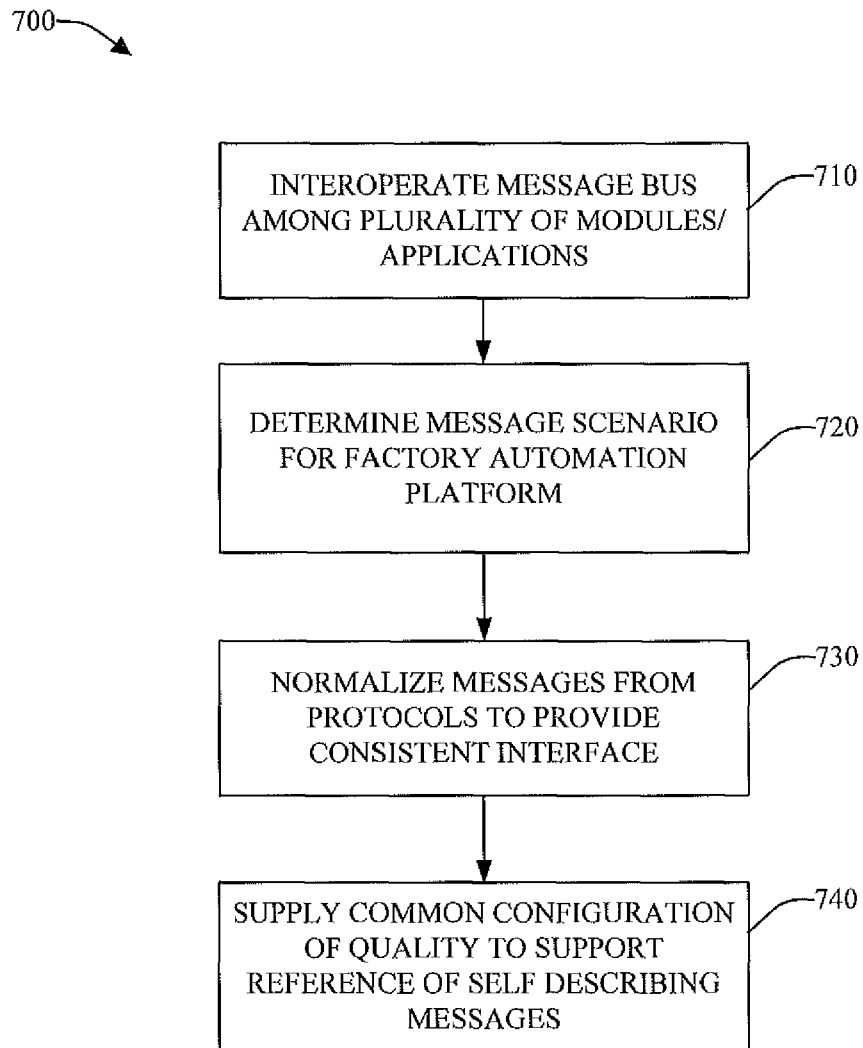 700
INTEROPERATE MESSAGE BUS
AMONG PLURALITY OF MODULES/
APPLICATIONS
710
DETERMINE MESSAGE SCENARIO
FOR FACTORY AUTOMATION
PLATFORM
720
NORMALIZE MESSAGES FROM
PROTOCOLS TO PROVIDE
CONSISTENT INTERFACE
730
SUPPLY COMMON CONFIGURATION
OF QUALITY TO SUPPORT
REFERENCE OF SELF DESCRIBING
MESSAGES
740